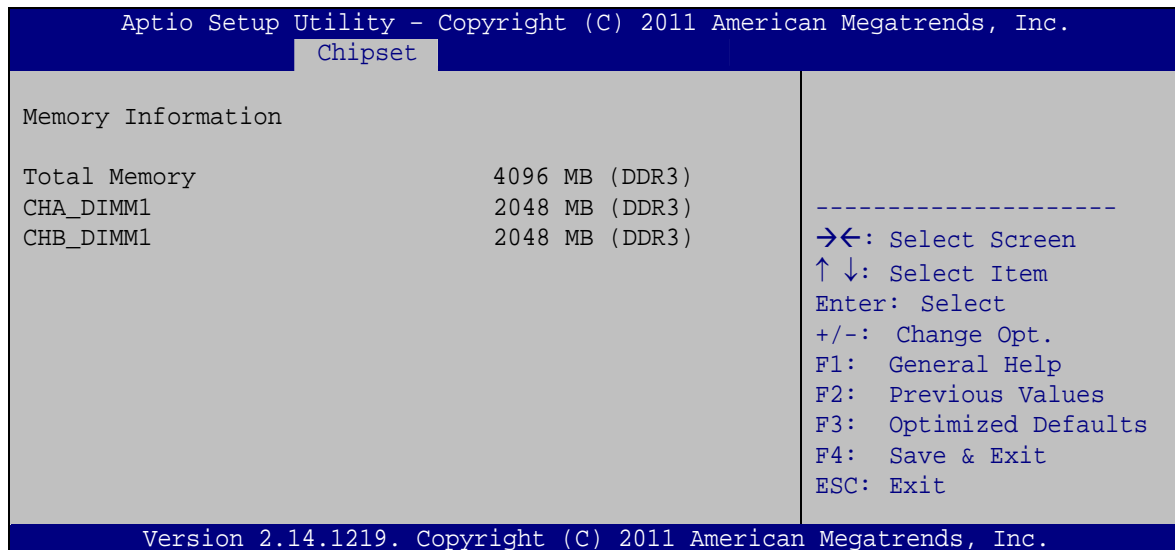 Aptio Setup Utility – Copyright (C) 2011 American Megatrends, Inc.
Chipset
Memory Information
Total Memory 4096 MB (DDR3)
CHA_DIMM1 2048 MB (DDR3)
CHB_DIMM1 2048 MB (DDR3)
---------------------
→←: Select Screen
↑ ↓: Select Item
Enter: Select
+/-: Change Opt.
F1: General Help
F2: Previous Values
F3: Optimized Defaults
F4: Save & Exit
ESC: Exit
Version 2.14.1219. Copyright (C) 2011 American Megatrends, Inc.